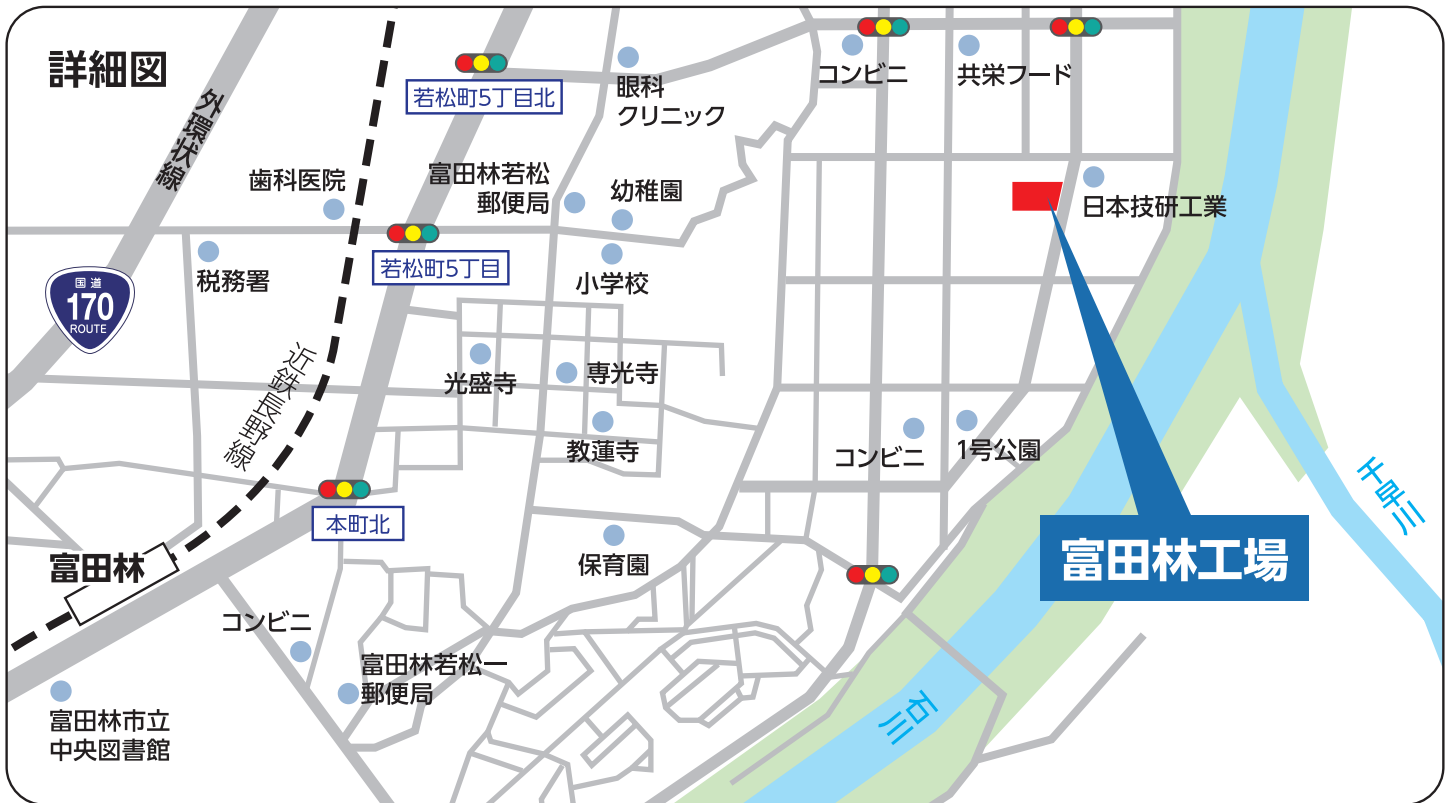 詳細図
外環状線
若松町5丁目北
眼科
クリニック
コンビニ
共栄フード
歯科医院
富田林若松
郵便局
幼稚園
日本技研工業
税務署
若松町5丁目
小学校
国道
170
ROUTE
近鉄長野線
光盛寺
専光寺
教蓮寺
コンビニ
1号公園
千早川
本町北
富田林
保育園
富田林工場
コンビニ
富田林若松一
郵便局
石川
富田林市立
中央図書館